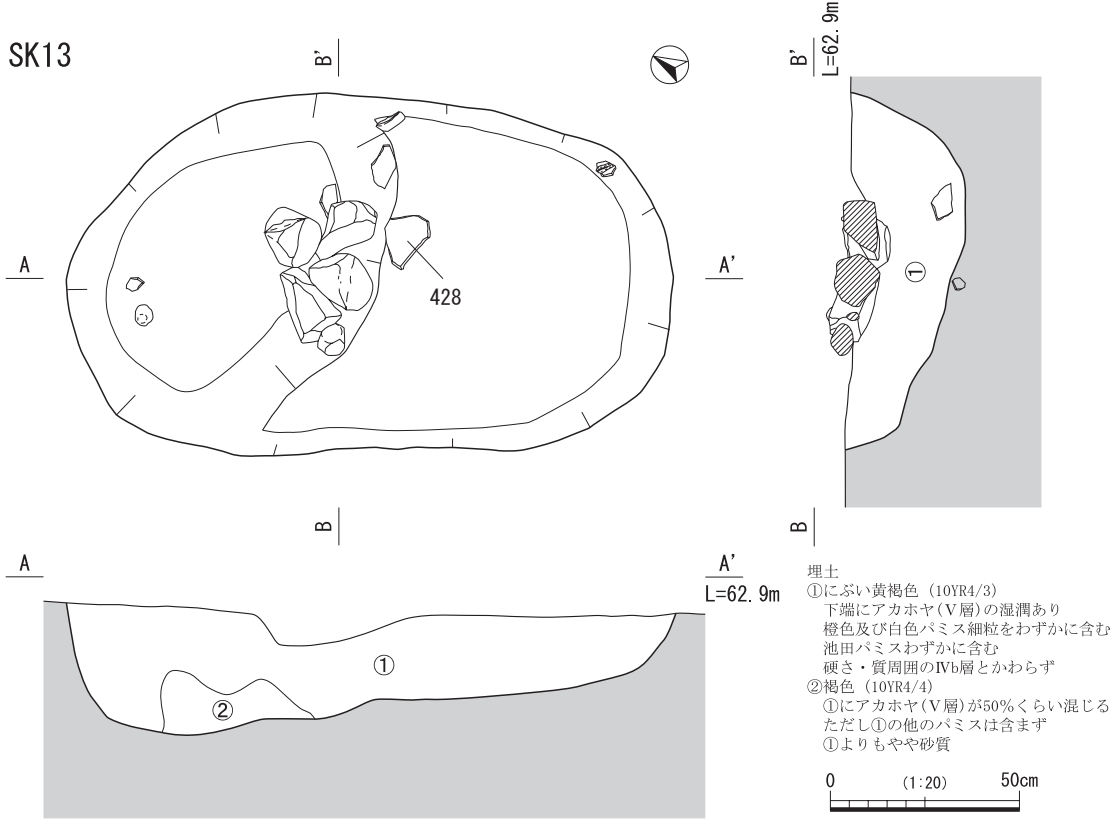 SK13
B'
B'
L=62.9m
A
A'
428
①
B
B
A
A'
L=62.9m
①
②
埋土
①にぶい黄褐色 (10YR4/3)
下端にアカホヤ(Ⅴ層)の湿潤あり
橙色及び白色パミス細粒をわずかに含む
池田パミスわずかに含む
硬さ・質周囲のⅣb層とかわらず
②褐色 (10YR4/4)
①にアカホヤ(Ⅴ層)が50%くらい混じる
ただし①の他のパミスは含まず
①よりもやや砂質
0 (1:20) 50cm